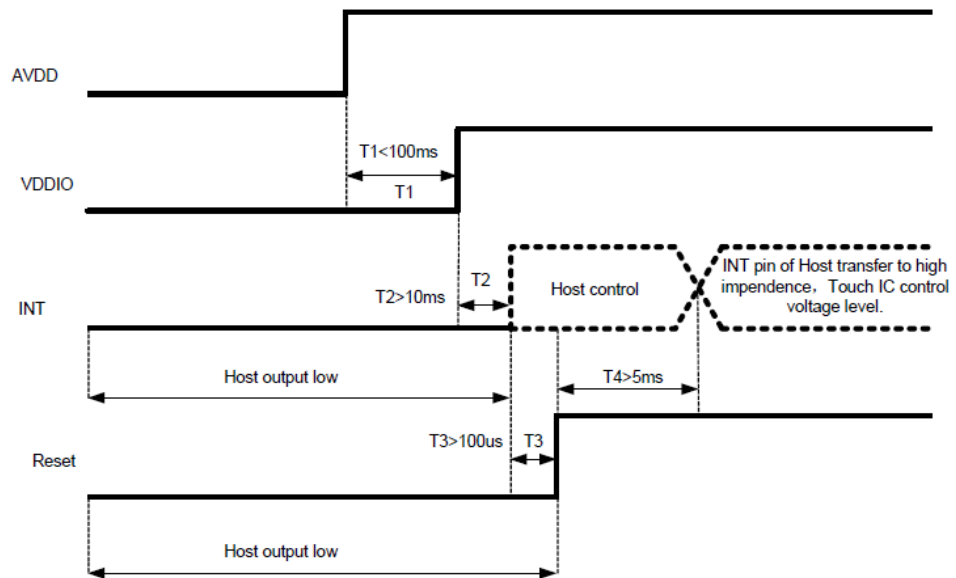 AVDD
T1<100ms
T1
VDDIO
T2
T2>10ms
INT
Host control
INT pin of Host transfer to high
impendence，Touch IC control
voltage level.
Host output low
T4>5ms
T3>100us
T3
Reset
Host output low